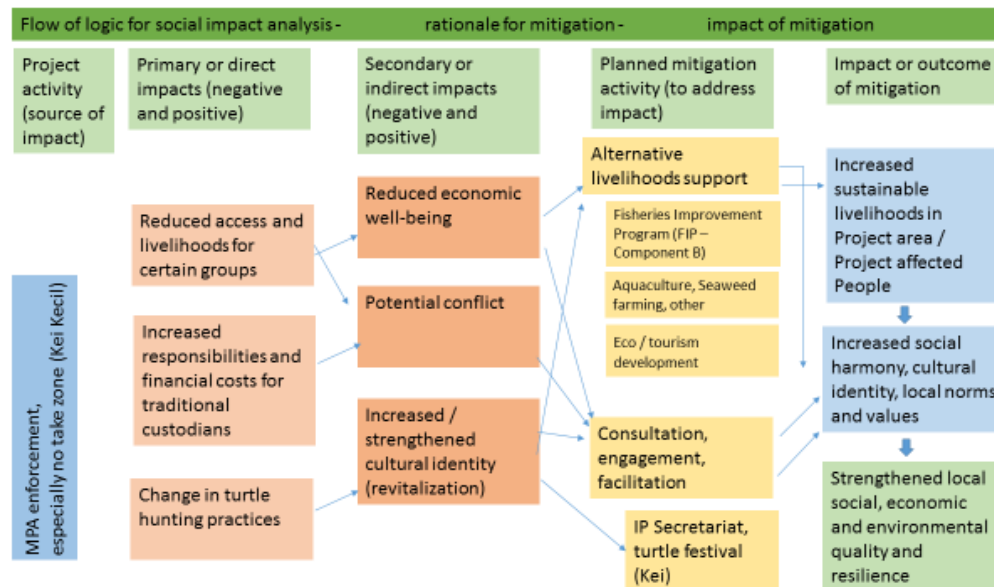 Flow of logic for social impact analysis - rationale for mitigation - impact of mitigation
Project
activity
(source of
impact)
Primary or direct
impacts (negative
and positive)
Secondary or
indirect impacts
(negative and
positive)
Planned mitigation
activity (to address
impact)
Impact or outcome
of mitigation
MPA enforcement,
especially no take zone (Kei Kecil)
Reduced access and
livelihoods for
certain groups
Increased
responsibilities and
financial costs for
traditional
custodians
Change in turtle
hunting practices
Reduced economic
well-being
Potential conflict
Increased /
strengthened
cultural identity
(revitalization)
Alternative
livelihoods support
Fisheries Improvement
Program (FIP –
Component B)
Aquaculture, Seaweed
farming, other
Eco / tourism
development
Consultation,
engagement,
facilitation
IP Secretariat,
turtle festival
(Kei)
Increased
sustainable
livelihoods in
Project area /
Project affected
People
Increased social
harmony, cultural
identity, local norms
and values
Strengthened local
social, economic
and environmental
quality and
resilience